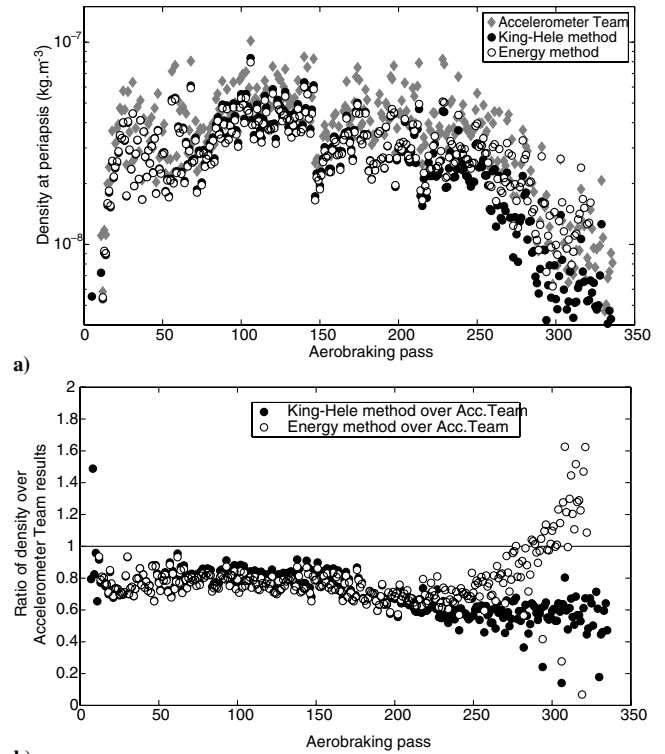 10⁻⁷
Density at periapsis (kg.m⁻³)
10⁻⁸
Accelerometer Team
King-Hele method
Energy method
0 50 100 150 200 250 300 350
Aerobraking pass
a)
2
1.8
1.6
1.4
1.2
1
0.8
0.6
0.4
0.2
0
Ratio of density over
Accelerometer Team results
King-Hele method over Acc.Team
Energy method over Acc.Team
0 50 100 150 200 250 300 350
Aerobraking pass